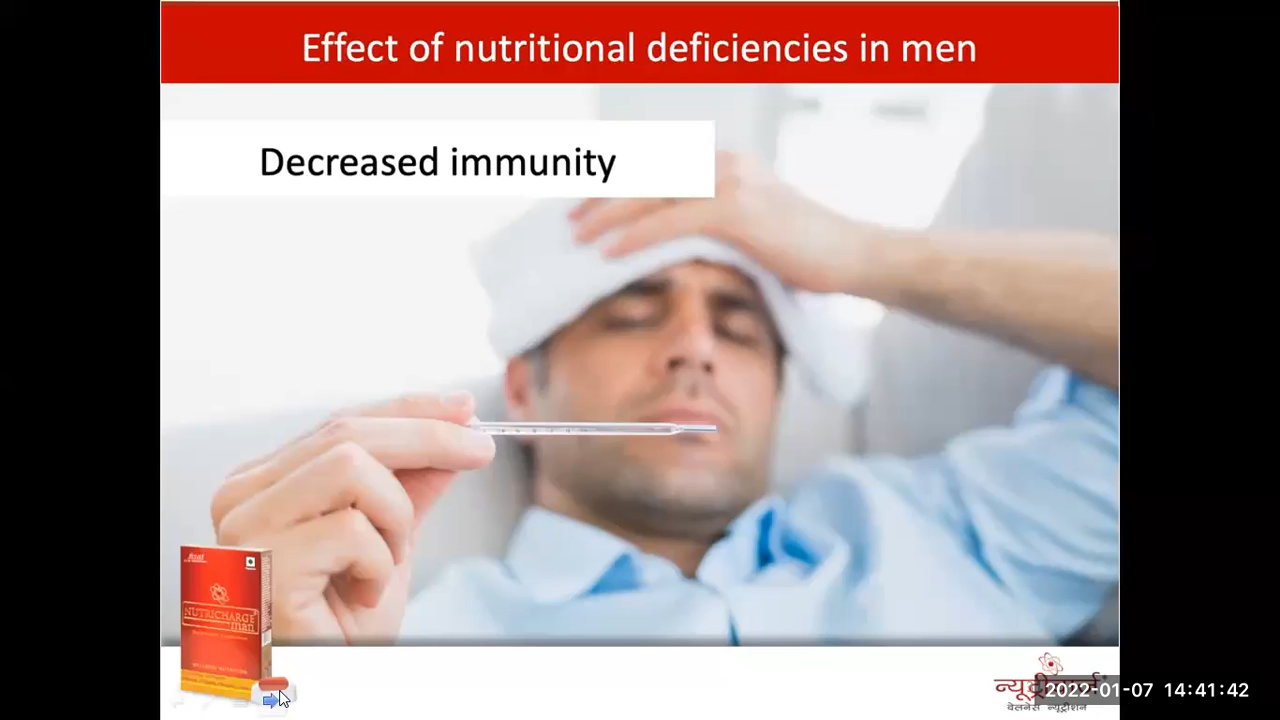 Effect of nutritional deficiencies in men
Decreased immunity
NUTRICHARGE
man
2022-01-07 14:41:42
वेलनेस न्यूट्रीशन